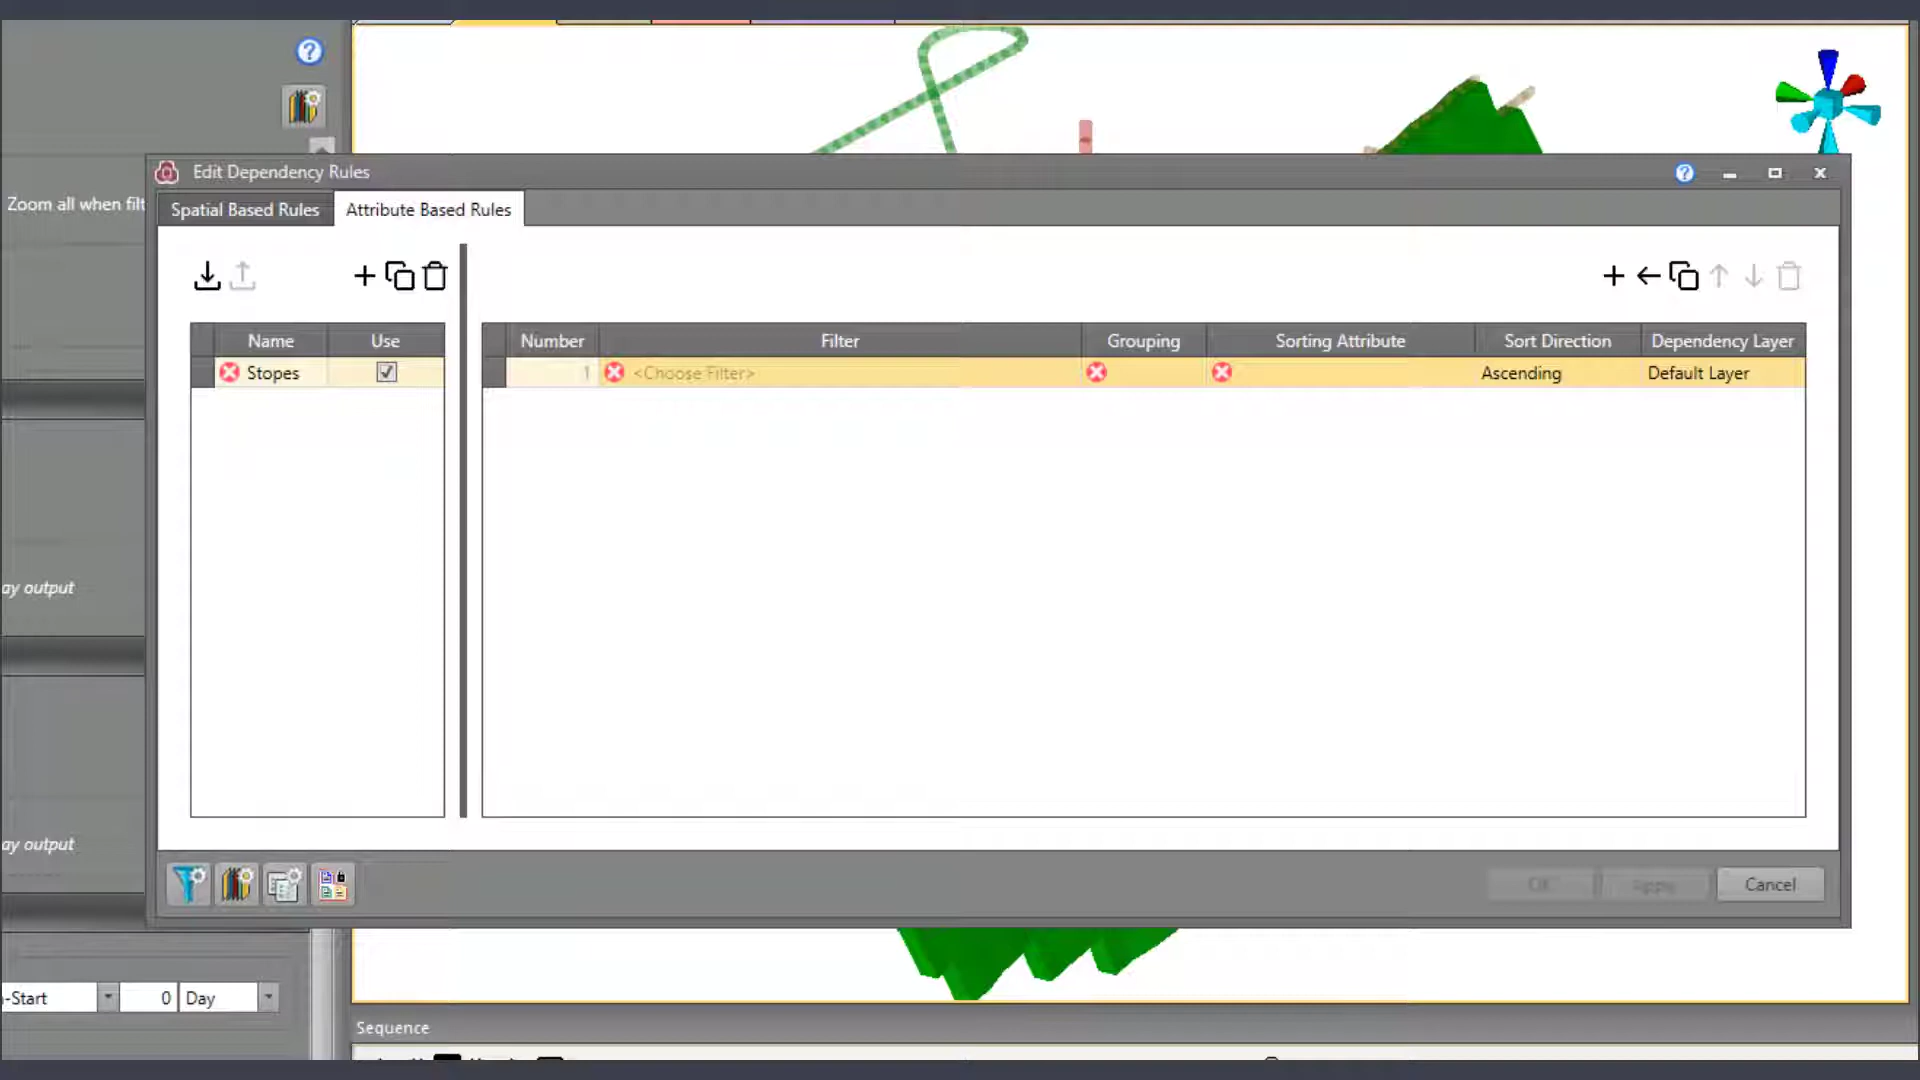 Zoom all when filt
Edit Dependency Rules
Spatial Based Rules
Attribute Based Rules
Name
Use
Number
Filter
Grouping
Sorting Attribute
Sort Direction
Dependency Layer
Stopes
1
<Choose Filter>
Ascending
Default Layer
ay output
ay output
OK
Apply
Cancel
-Start
0
Day
Sequence